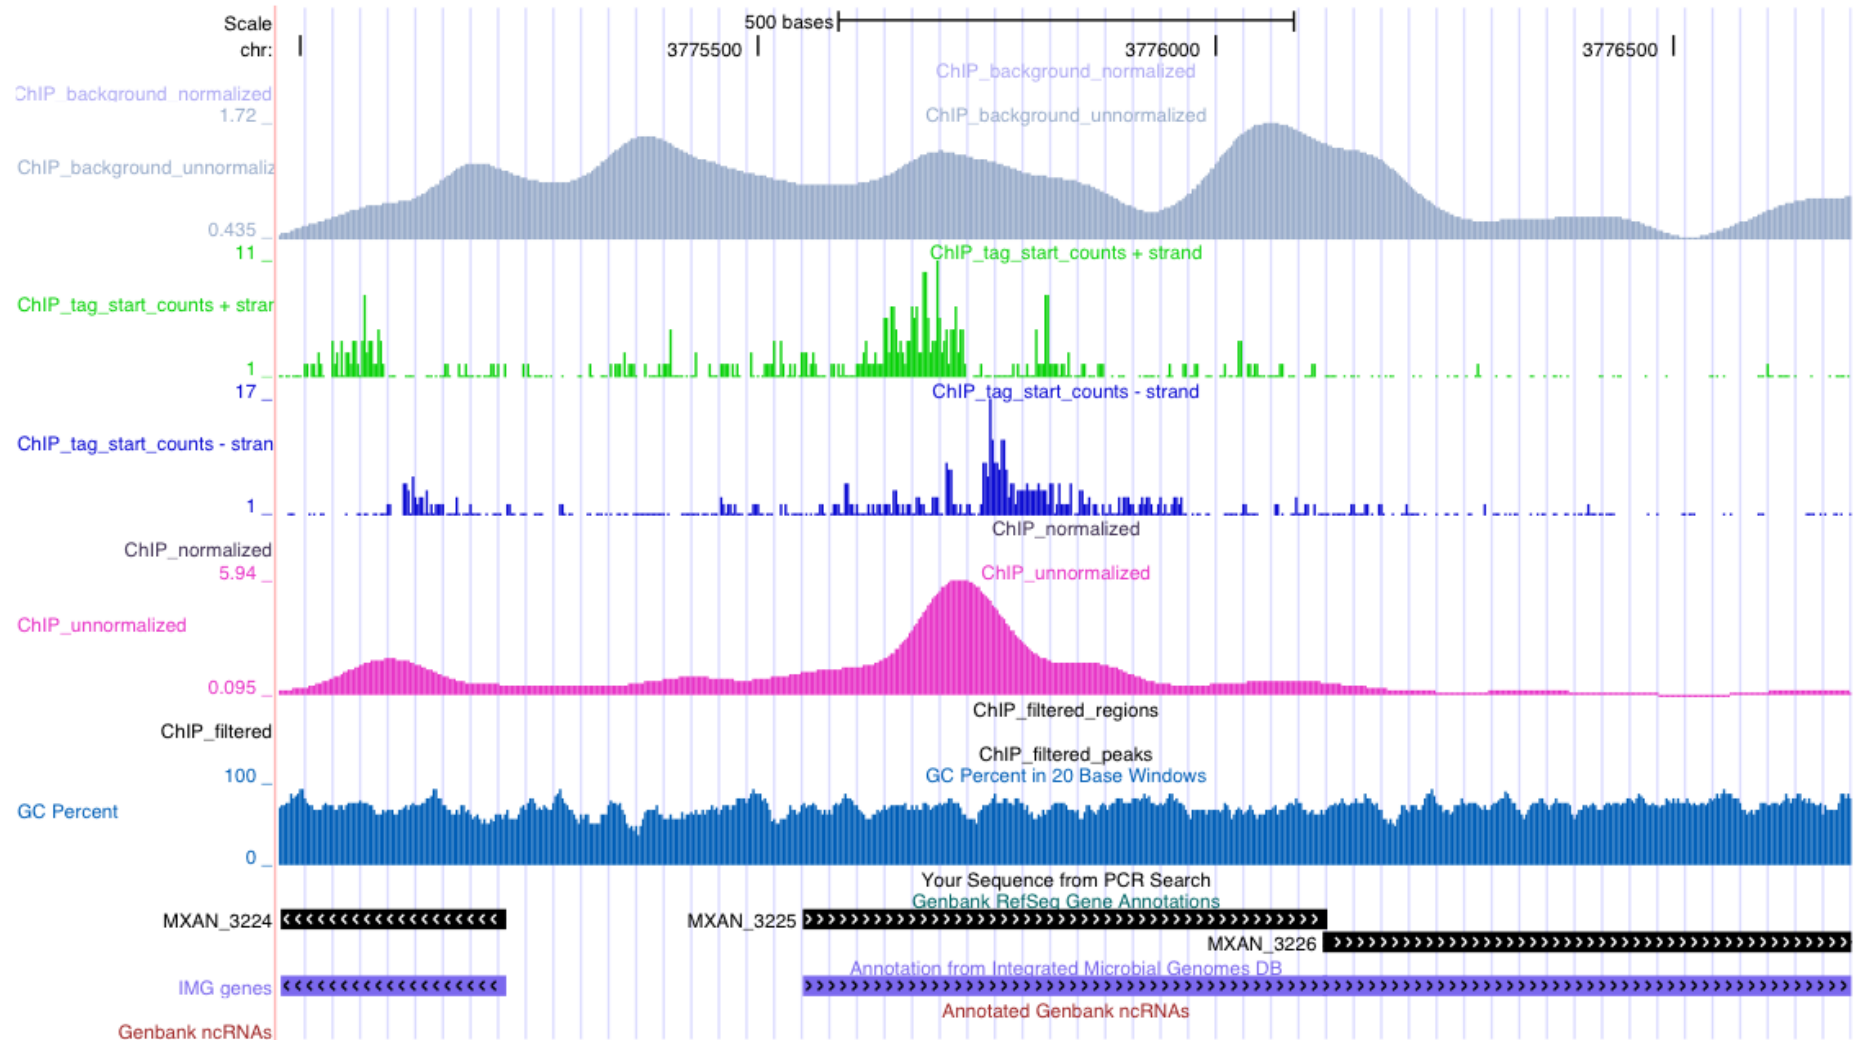 Scale 500 bases
chr: 3775500 3776000 3776500
ChIP_background_normalized
ChIP_background_normalized
1.72 _ ChIP_background_unnormalized
ChIP_background_unnormaliz
0.435 _
11 _ ChIP_tag_start_counts + strand
ChIP_tag_start_counts + strar
1 _
17 _ ChIP_tag_start_counts - strand
ChIP_tag_start_counts - stran
1 _
ChIP_normalized
ChIP_normalized
5.94 _ ChIP_unnormalized
ChIP_unnormalized
0.095 _
ChIP_filtered_regions
ChIP_filtered
ChIP_filtered_peaks
100 _ GC Percent in 20 Base Windows
GC Percent
0 _
Your Sequence from PCR Search
Genbank RefSeq Gene Annotations
MXAN_3224 MXAN_3225
MXAN_3226
Annotation from Integrated Microbial Genomes DB
IMG genes
Annotated Genbank ncRNAs
Genbank ncRNAs